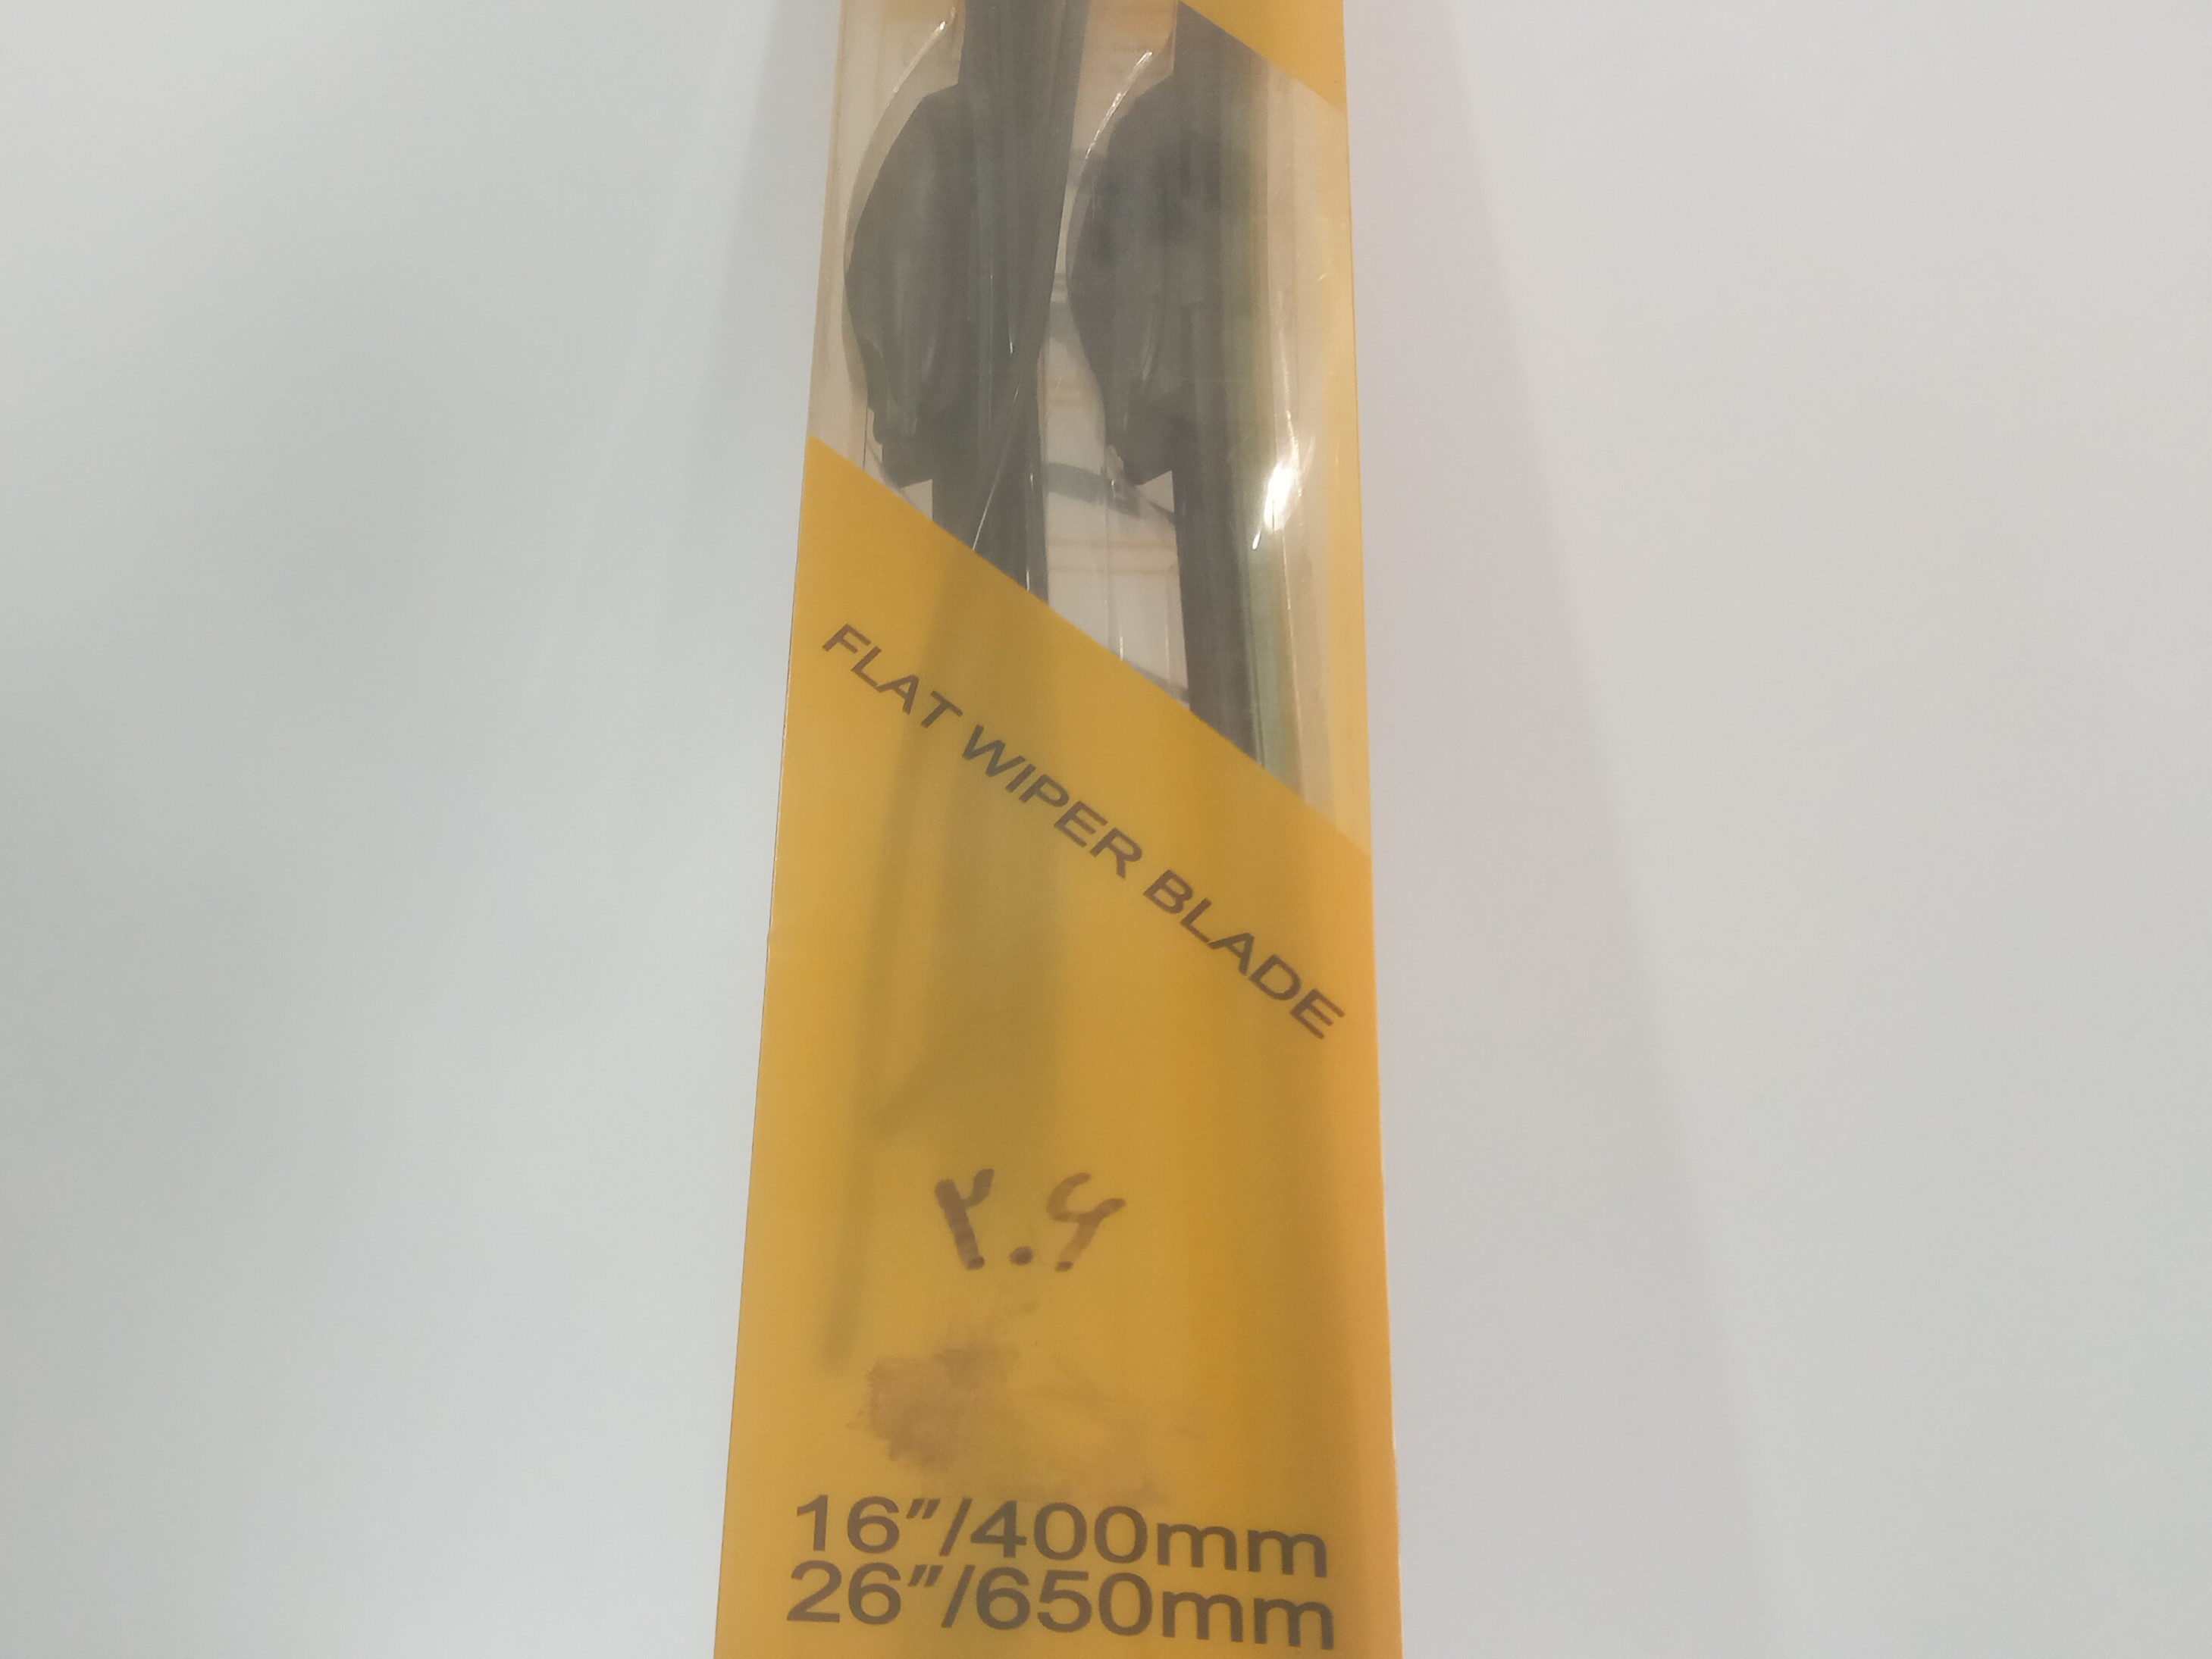 FLAT WIPER BLADE
۲۰۶
16″/400mm
26″/650mm